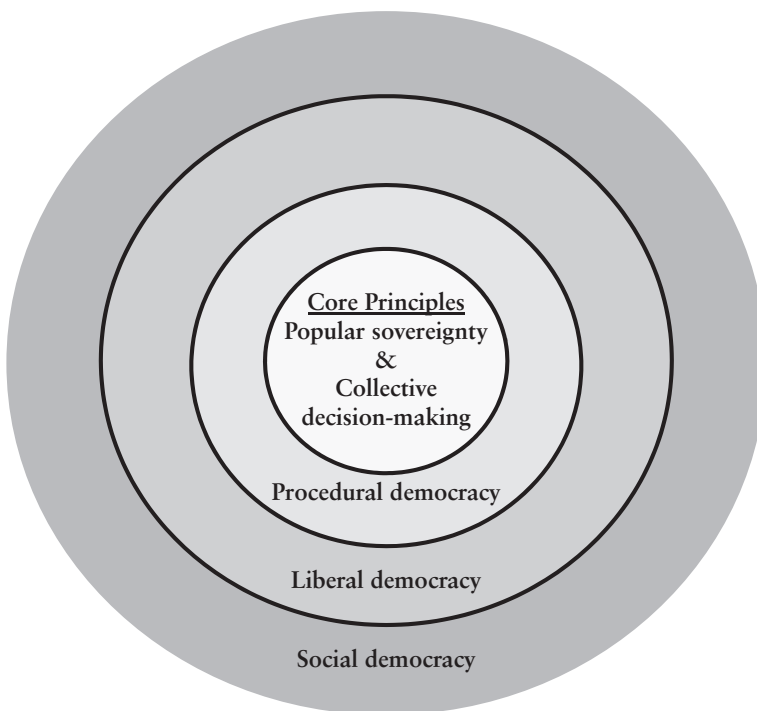 Core Principles
Popular sovereignty
&
Collective
decision-making
Procedural democracy
Liberal democracy
Social democracy